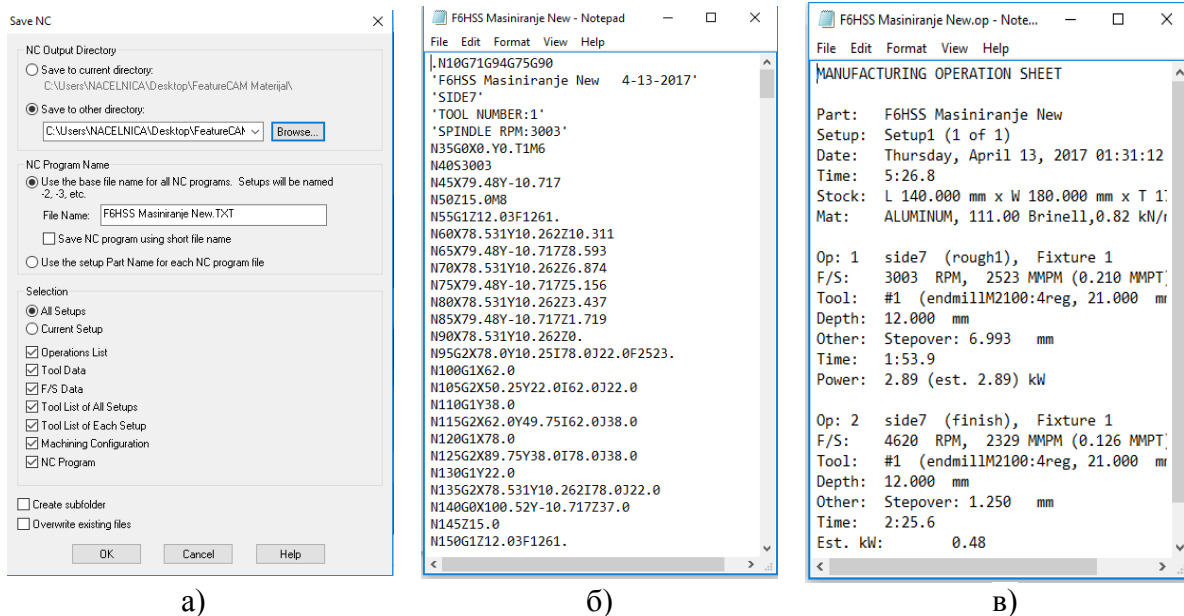 Save NC
NC Output Directory
Save to current directory:
C:\Users\NACELNICA\Desktop\FeatureCAM Materijal\
Save to other directory:
C:\Users\NACELNICA\Desktop\FeatureCAM
Browse...
NC Program Name
Use the base file name for all NC programs. Setups will be named
-2, -3, etc.
File Name: F6HSS Masiniranje New.TXT
Save NC program using short file name
Use the setup Part Name for each NC program file
Selection
All Setups
Current Setup
Operations List
Tool Data
F/S Data
Tool List of All Setups
Tool List of Each Setup
Machining Configuration
NC Program
Create subfolder
Overwrite existing files
OK Cancel Help
а)
F6HSS Masiniranje New - Notepad
File Edit Format View Help
.N10G71G94G75G90
'F6HSS Masiniranje New 4-13-2017'
'SIDE7'
'TOOL NUMBER:1'
'SPINDLE RPM:3003'
N35G0X0.Y0.T1M6
N40S3003
N45X79.48Y-10.717
N50Z15.0M8
N55G1Z12.03F1261.
N60X78.531Y10.262Z10.311
N65X79.48Y-10.717Z8.593
N70X78.531Y10.262Z6.874
N75X79.48Y-10.717Z5.156
N80X78.531Y10.262Z3.437
N85X79.48Y-10.717Z1.719
N90X78.531Y10.262Z0.
N95G2X78.0Y10.25I78.0J22.0F2523.
N100G1X62.0
N105G2X50.25Y22.0I62.0J22.0
N110G1Y38.0
N115G2X62.0Y49.75I62.0J38.0
N120G1X78.0
N125G2X89.75Y38.0I78.0J38.0
N130G1Y22.0
N135G2X78.531Y10.262I78.0J22.0
N140G0X100.52Y-10.717Z37.0
N145Z15.0
N150G1Z12.03F1261.
б)
F6HSS Masiniranje New.op - Note...
File Edit Format View Help
MANUFACTURING OPERATION SHEET
Part: F6HSS Masiniranje New
Setup: Setup1 (1 of 1)
Date: Thursday, April 13, 2017 01:31:12
Time: 5:26.8
Stock: L 140.000 mm x W 180.000 mm x T 1
Mat: ALUMINUM, 111.00 Brinell,0.82 kN/
Op: 1 side7 (rough1), Fixture 1
F/S: 3003 RPM, 2523 MMPM (0.210 MMPT)
Tool: #1 (endmillM2100:4reg, 21.000 m
Depth: 12.000 mm
Other: Stepover: 6.993 mm
Time: 1:53.9
Power: 2.89 (est. 2.89) kW
Op: 2 side7 (finish), Fixture 1
F/S: 4620 RPM, 2329 MMPM (0.126 MMPT)
Tool: #1 (endmillM2100:4reg, 21.000 m
Depth: 12.000 mm
Other: Stepover: 1.250 mm
Time: 2:25.6
Est. kW: 0.48
в)